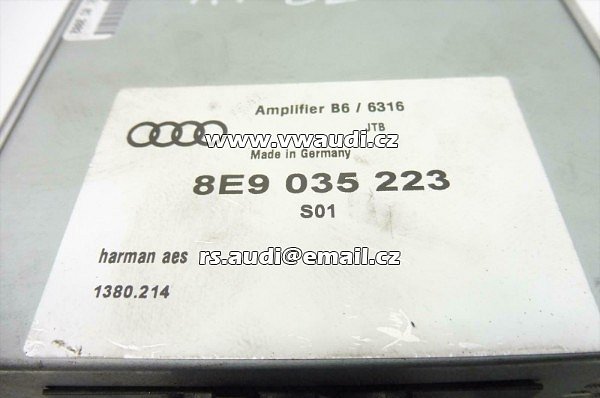 Amplifier B6 / 6316
JTB
www.vwaudi.cz
Made in Germany
8E9 035 223
S01
harman aes
rs.audi@email.cz
1380.214